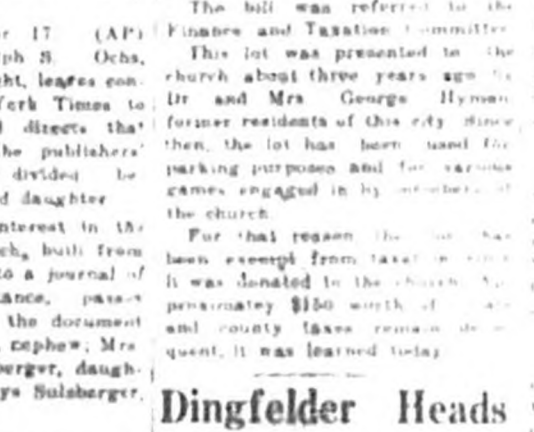 r 17 (AP)
ph S. Ochs,
ht, leaves con-
York Times to
d directs that
he publishers'
divided be-
d daughter
nterest in the
ch, built from
to a journal of
ance, passes
the document
nephew; Mrs
berger, daugh-
ys Sulzberger,
The bill was referred to the
Finance and Taxation Committee
This lot was presented to the
church about three years ago by
Dr and Mrs George Hyman
former residents of this city Since
then, the lot has been used for
parking purposes and for various
games engaged in by members of
the church
For that reason the lot has
been exempt from taxes
it was donated to the church
$150 worth of
and county taxes remain
quent, it was learned today
Dingfelder Heads